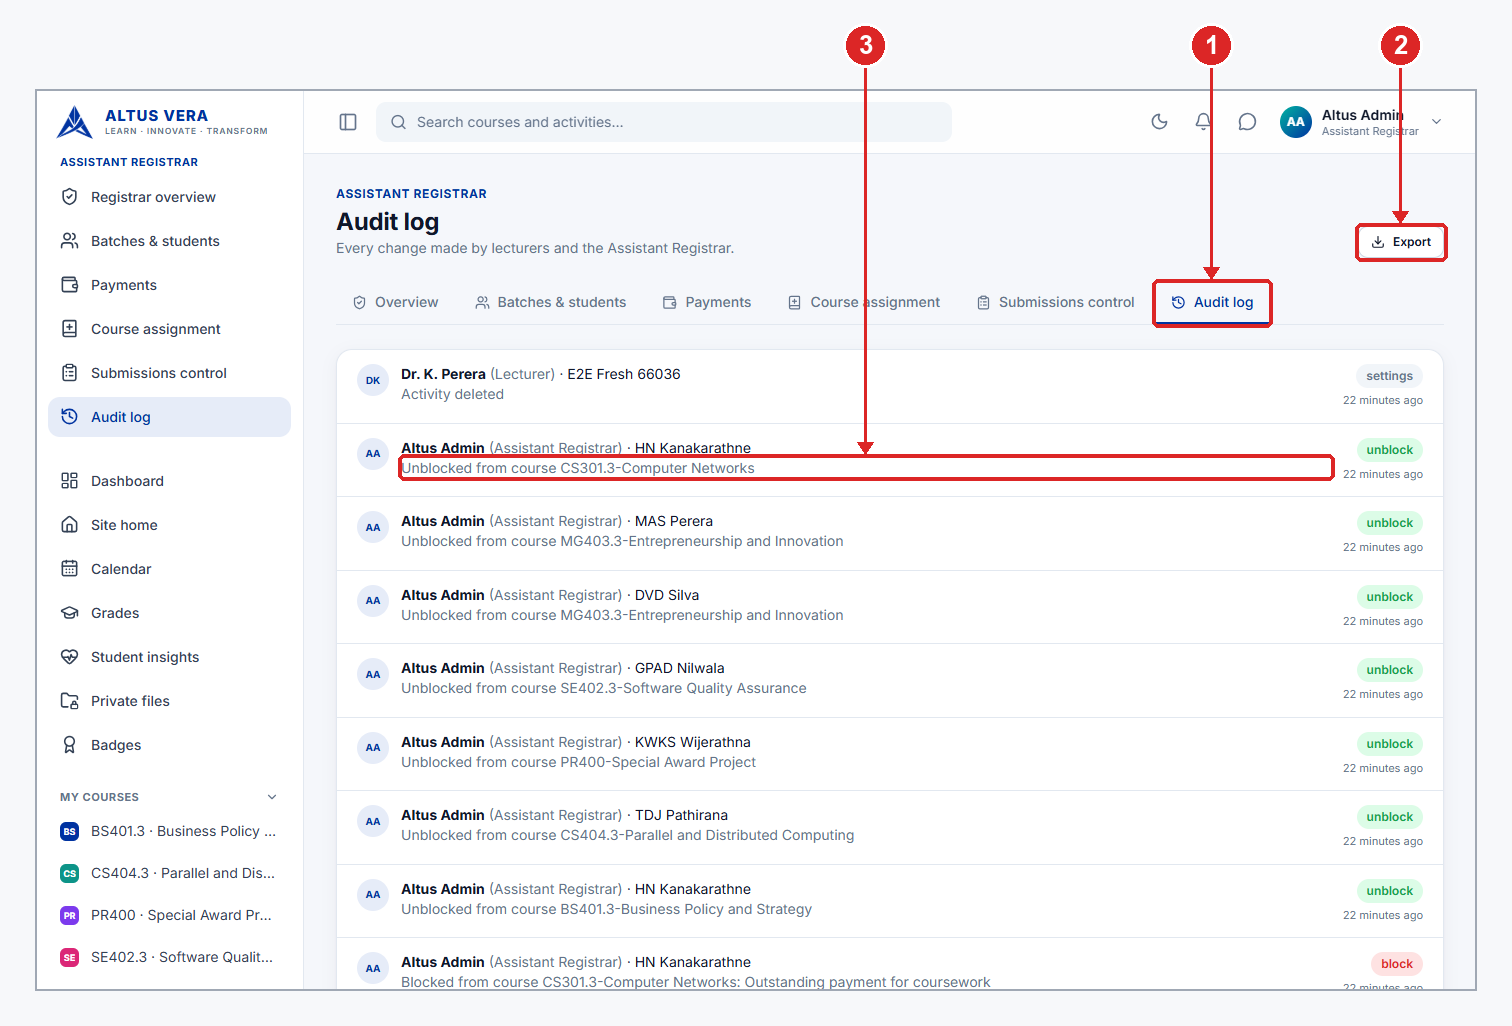 3
1
2
ALTUS VERA
LEARN · INNOVATE · TRANSFORM
ASSISTANT REGISTRAR
Registrar overview
Batches & students
Payments
Course assignment
Submissions control
Audit log
Dashboard
Site home
Calendar
Grades
Student insights
Private files
Badges
MY COURSES
BS BS401.3 · Business Policy ...
CS CS404.3 · Parallel and Dis...
PR PR400 · Special Award Pr...
SE SE402.3 · Software Qualit...
Search courses and activities...
AA Altus Admin
Assistant Registrar
ASSISTANT REGISTRAR
Audit log
Every change made by lecturers and the Assistant Registrar.
Export
Overview Batches & students Payments Course assignment Submissions control Audit log
DK Dr. K. Perera (Lecturer) · E2E Fresh 66036 settings
Activity deleted 22 minutes ago
AA Altus Admin (Assistant Registrar) · HN Kanakarathne unblock
Unblocked from course CS301.3-Computer Networks 22 minutes ago
AA Altus Admin (Assistant Registrar) · MAS Perera unblock
Unblocked from course MG403.3-Entrepreneurship and Innovation 22 minutes ago
AA Altus Admin (Assistant Registrar) · DVD Silva unblock
Unblocked from course MG403.3-Entrepreneurship and Innovation 22 minutes ago
AA Altus Admin (Assistant Registrar) · GPAD Nilwala unblock
Unblocked from course SE402.3-Software Quality Assurance 22 minutes ago
AA Altus Admin (Assistant Registrar) · KWKS Wijerathna unblock
Unblocked from course PR400-Special Award Project 22 minutes ago
AA Altus Admin (Assistant Registrar) · TDJ Pathirana unblock
Unblocked from course CS404.3-Parallel and Distributed Computing 22 minutes ago
AA Altus Admin (Assistant Registrar) · HN Kanakarathne unblock
Unblocked from course BS401.3-Business Policy and Strategy 22 minutes ago
AA Altus Admin (Assistant Registrar) · HN Kanakarathne block
Blocked from course CS301.3-Computer Networks: Outstanding payment for coursework 22 minutes ago